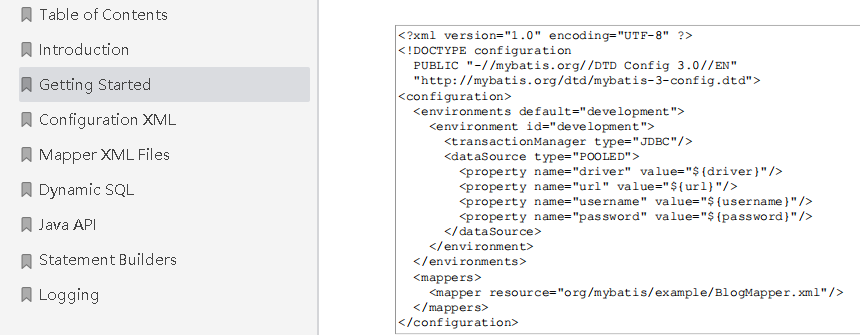 Table of Contents
Introduction
Getting Started
Configuration XML
Mapper XML Files
Dynamic SQL
Java API
Statement Builders
Logging
<?xml version="1.0" encoding="UTF-8" ?>
<!DOCTYPE configuration
  PUBLIC "-//mybatis.org//DTD Config 3.0//EN"
  "http://mybatis.org/dtd/mybatis-3-config.dtd">
<configuration>
  <environments default="development">
    <environment id="development">
      <transactionManager type="JDBC"/>
      <dataSource type="POOLED">
        <property name="driver" value="${driver}"/>
        <property name="url" value="${url}"/>
        <property name="username" value="${username}"/>
        <property name="password" value="${password}"/>
      </dataSource>
    </environment>
  </environments>
  <mappers>
    <mapper resource="org/mybatis/example/BlogMapper.xml"/>
  </mappers>
</configuration>